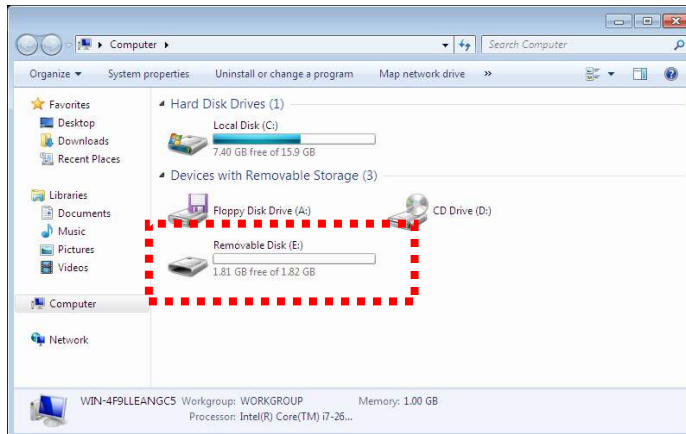 Computer
Search Computer
Organize
System properties
Uninstall or change a program
Map network drive
»
Favorites
Desktop
Downloads
Recent Places
Libraries
Documents
Music
Pictures
Videos
Computer
Network
Hard Disk Drives (1)
Local Disk (C:)
7.40 GB free of 15.9 GB
Devices with Removable Storage (3)
Floppy Disk Drive (A:)
CD Drive (D:)
Removable Disk (E:)
1.81 GB free of 1.82 GB
WIN-4F9LLEANGC5 Workgroup: WORKGROUP Memory: 1.00 GB
Processor: Intel(R) Core(TM) i7-26...